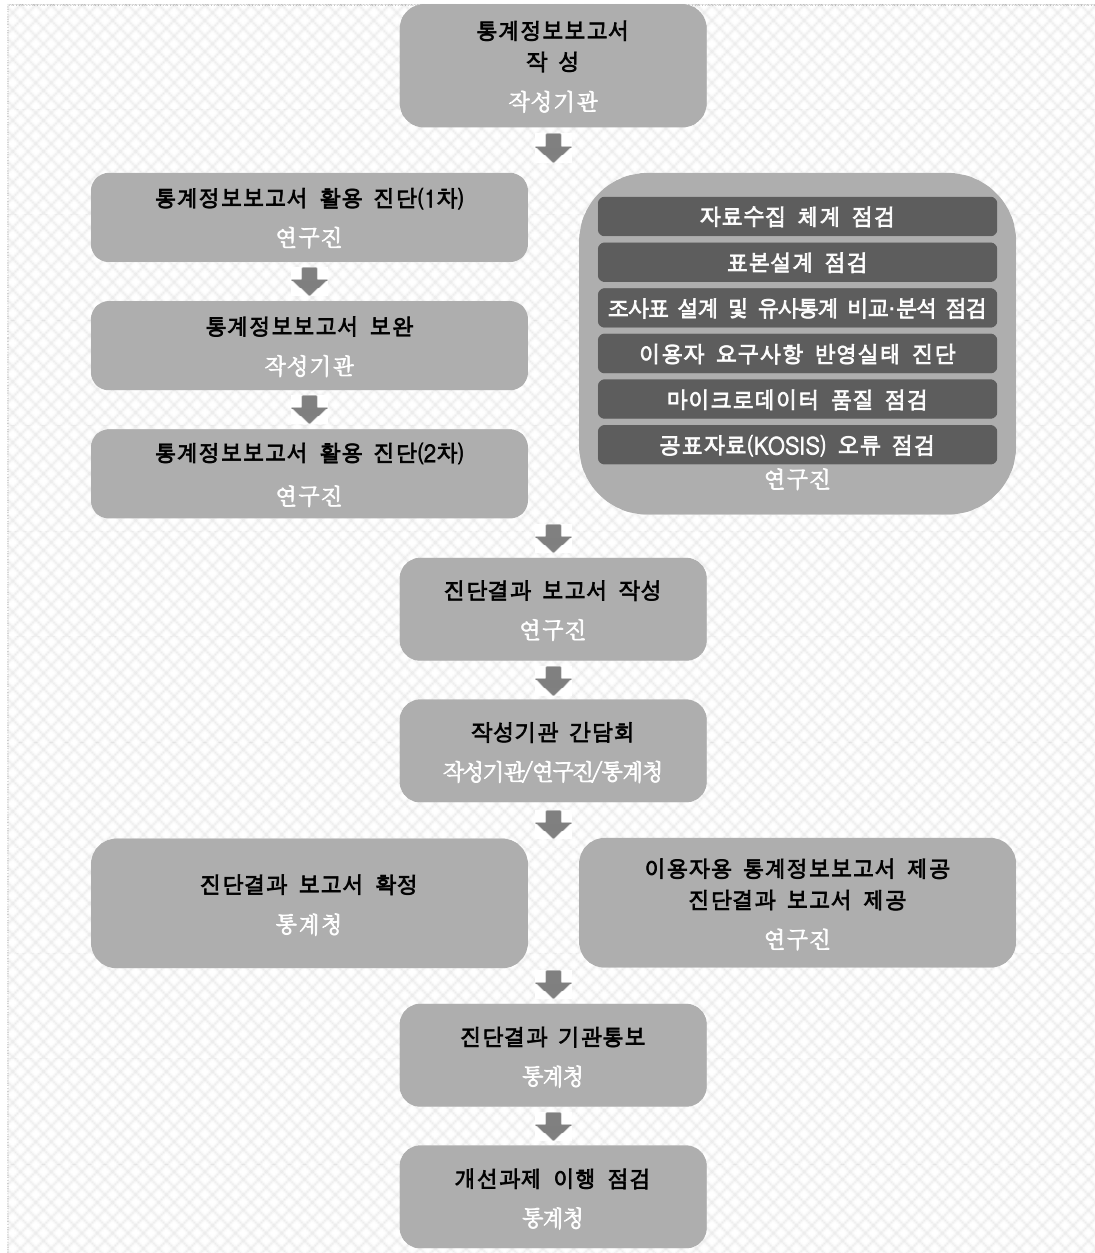 통계정보보고서
작 성
작성기관
통계정보보고서 활용 진단(1차)
연구진
통계정보보고서 보완
작성기관
통계정보보고서 활용 진단(2차)
연구진
자료수집 체계 점검
표본설계 점검
조사표 설계 및 유사통계 비교·분석 점검
이용자 요구사항 반영실태 진단
마이크로데이터 품질 점검
공표자료(KOSIS) 오류 점검
연구진
진단결과 보고서 작성
연구진
작성기관 간담회
작성기관/연구진/통계청
진단결과 보고서 확정
통계청
이용자용 통계정보보고서 제공
진단결과 보고서 제공
연구진
진단결과 기관통보
통계청
개선과제 이행 점검
통계청